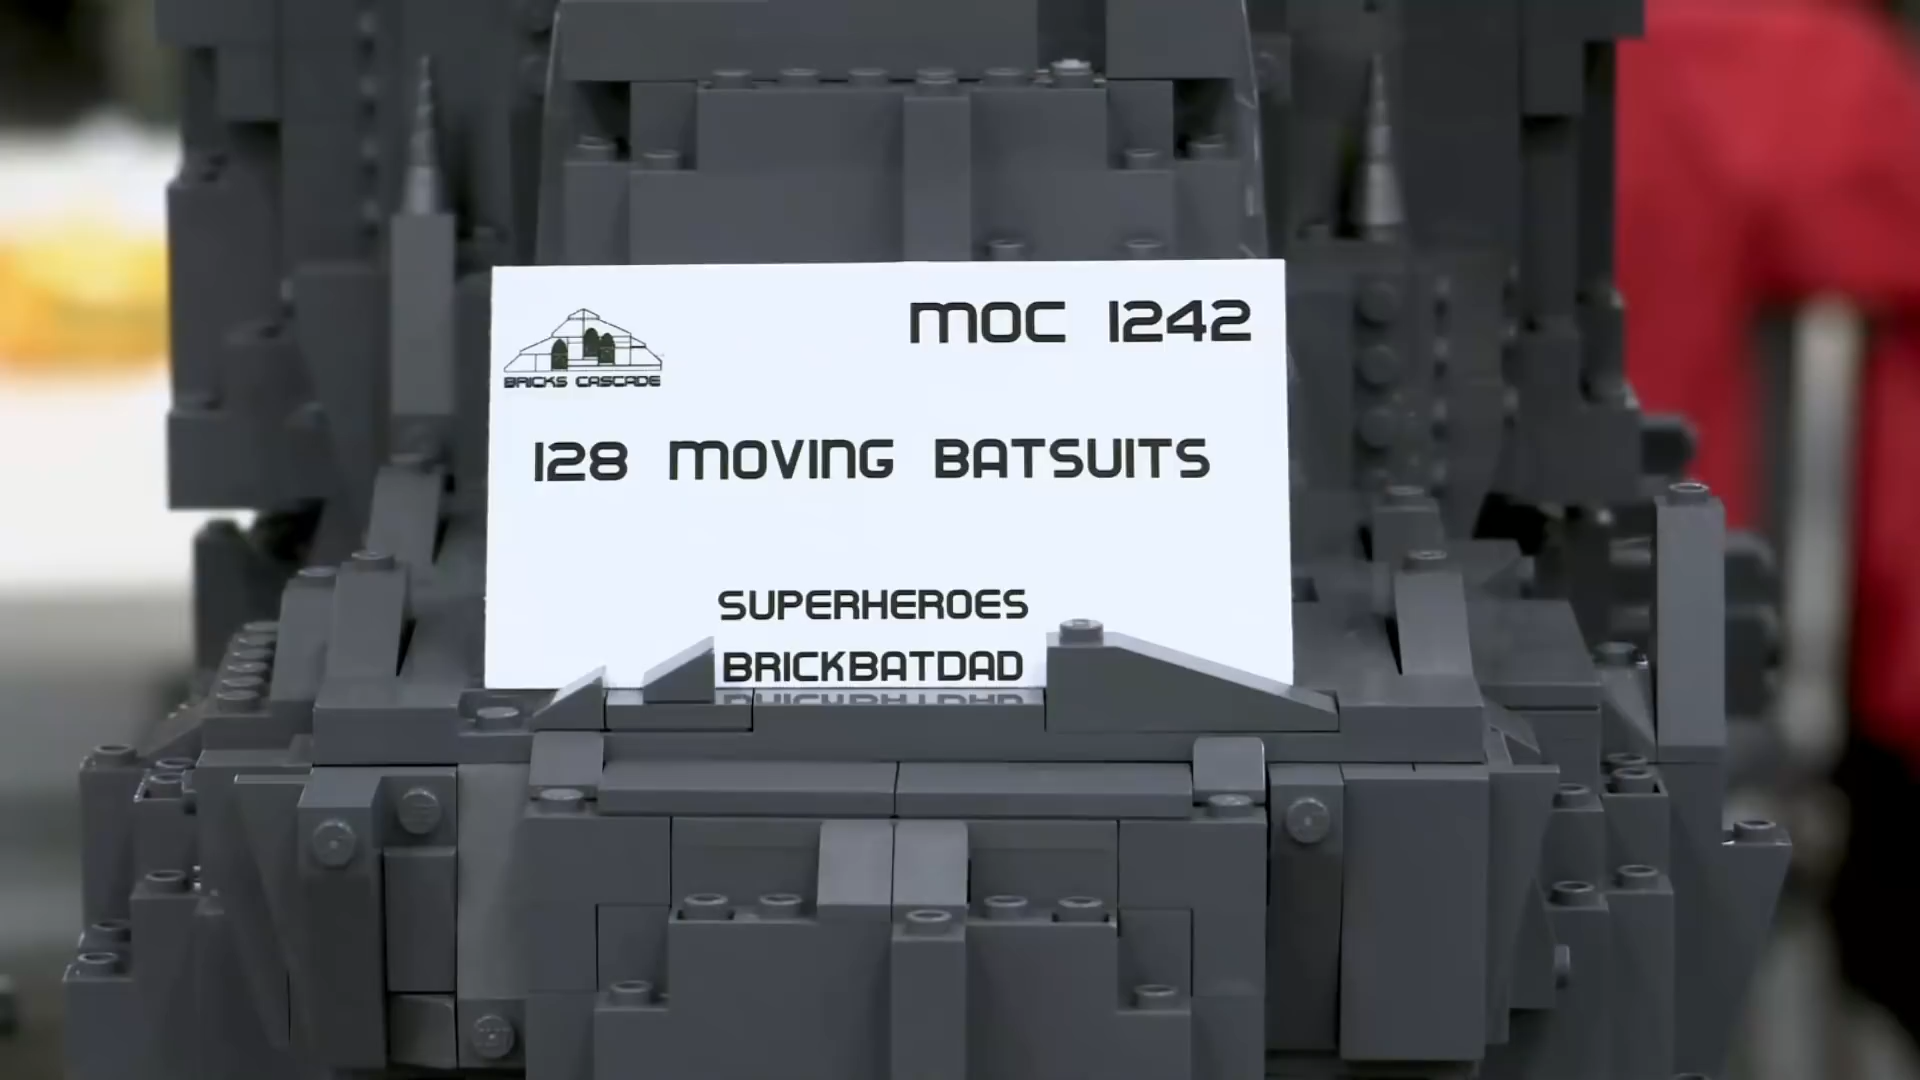 MOC 1242
BRICKS CASCADE
128 MOVING BATSUITS
SUPERHEROES
BRICKBATDAD